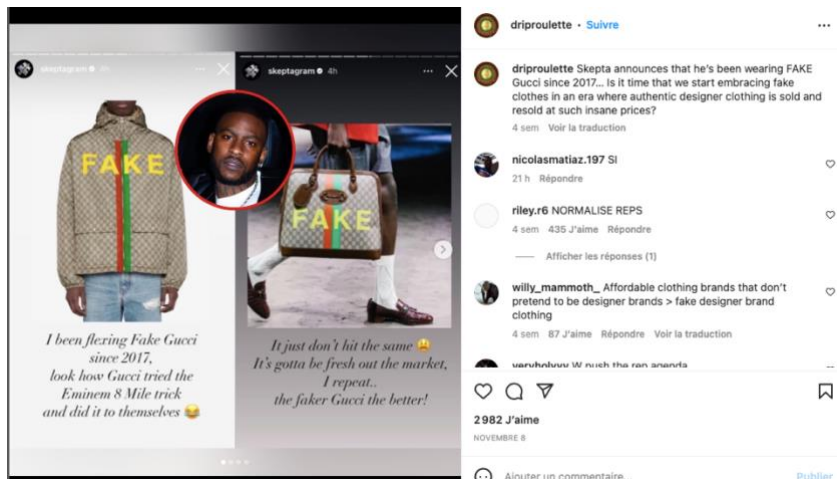 skeptagram 4h
FAKE
I been flexing Fake Gucci
since 2017,
look how Gucci tried the
Eminem 8 Mile trick
and did it to themselves 😂
skeptagram 4h
FAKE
It just don't hit the same 😩
It's gotta be fresh out the market,
I repeat..
the faker Gucci the better!
driproulette • Suivre
driproulette Skepta announces that he's been wearing FAKE
Gucci since 2017... Is it time that we start embracing fake
clothes in an era where authentic designer clothing is sold and
resold at such insane prices?
4 sem Voir la traduction
nicolasmatiaz.197 SI
21 h Répondre
riley.r6 NORMALISE REPS
4 sem 435 J'aime Répondre
Afficher les réponses (1)
willy_mammoth_ Affordable clothing brands that don't
pretend to be designer brands > fake designer brand
clothing
4 sem 87 J'aime Répondre Voir la traduction
W push the rep agenda
2 982 J'aime
NOVEMBRE 8
Ajouter un commentaire... Publier